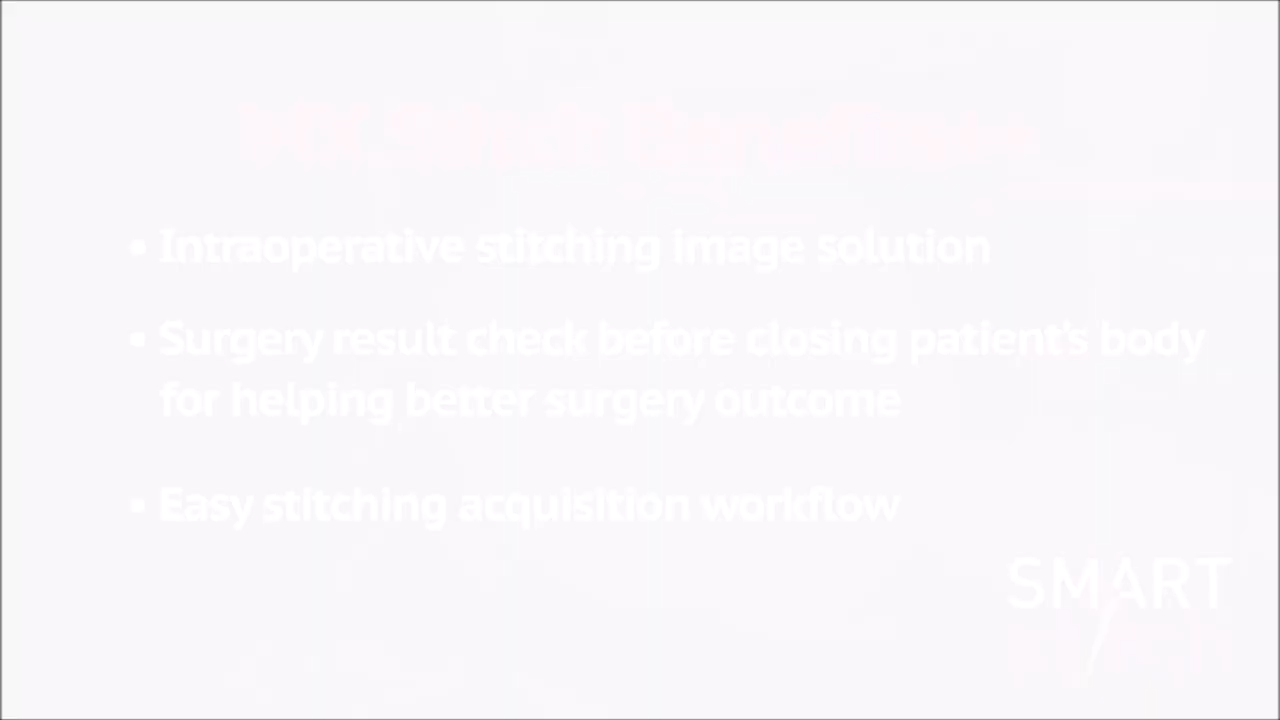 • Intraoperative stitching image solution
• Surgery result check before closing patient's body
for helping better surgery outcome
• Easy stitching acquisition workflow
SMART